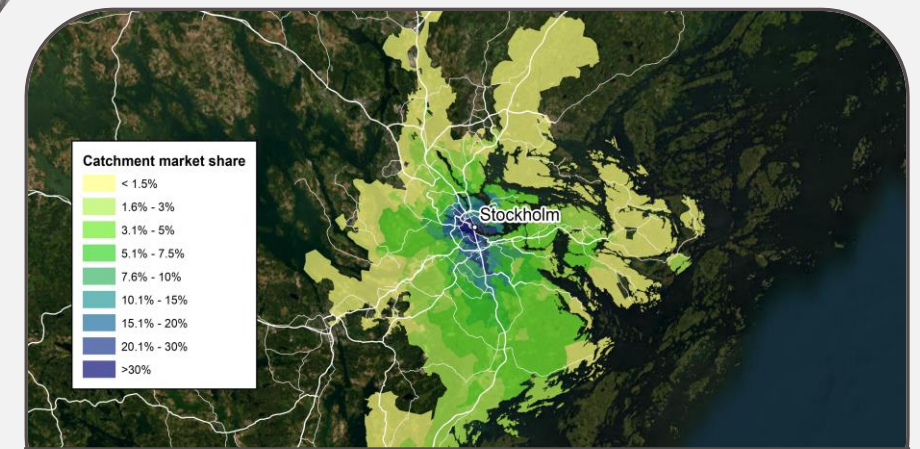 Catchment market share
< 1.5%
1.6% - 3%
3.1% - 5%
5.1% - 7.5%
7.6% - 10%
10.1% - 15%
15.1% - 20%
20.1% - 30%
>30%
Stockholm